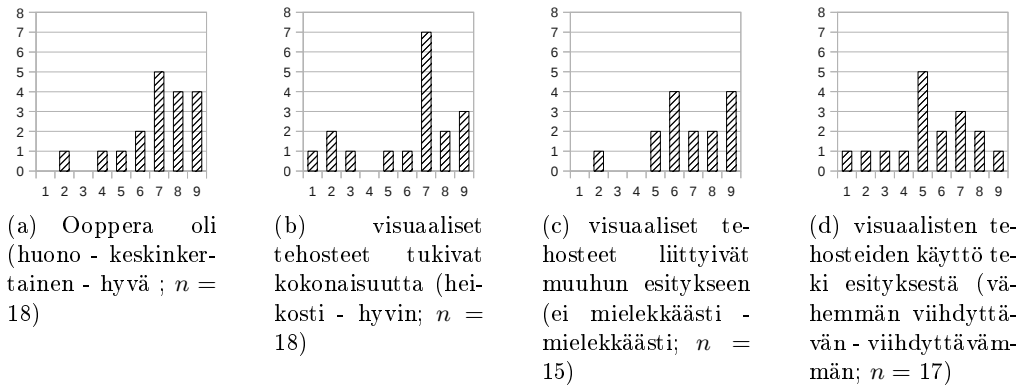 8
7
6
5
4
3
2
1
0
1 2 3 4 5 6 7 8 9
(a) Ooppera oli
(huono - keskinker-
tainen - hyvä ; n =
18)
8
7
6
5
4
3
2
1
0
1 2 3 4 5 6 7 8 9
(b) visuaaliset
tehosteet tukivat
kokonaisuutta (hei-
kosti - hyvin; n =
18)
8
7
6
5
4
3
2
1
0
1 2 3 4 5 6 7 8 9
(c) visuaaliset te-
hosteet liittyivät
muuhun esitykseen
(ei mielekkäästi -
mielekkäästi; n =
15)
8
7
6
5
4
3
2
1
0
1 2 3 4 5 6 7 8 9
(d) visuaalisten te-
hosteiden käyttö te-
ki esityksestä (vä-
hemmän viihdyttä-
vän - viihdyttäväm-
män; n = 17)